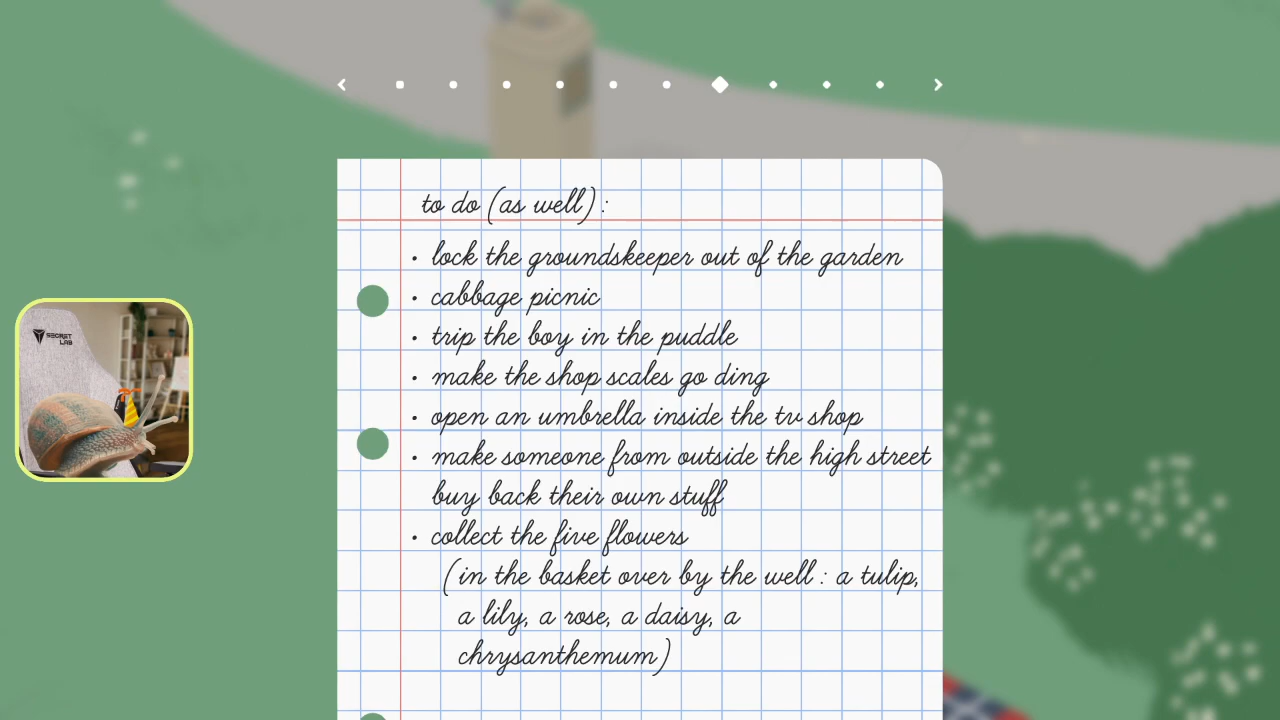 to do (as well) :
• lock the groundskeeper out of the garden
• cabbage picnic
• trip the boy in the puddle
• make the shop scales go ding
• open an umbrella inside the tv shop
• make someone from outside the high street
buy back their own stuff
• collect the five flowers
(in the basket over by the well : a tulip,
a lily, a rose, a daisy, a
chrysanthemum)
SECRET
LAB